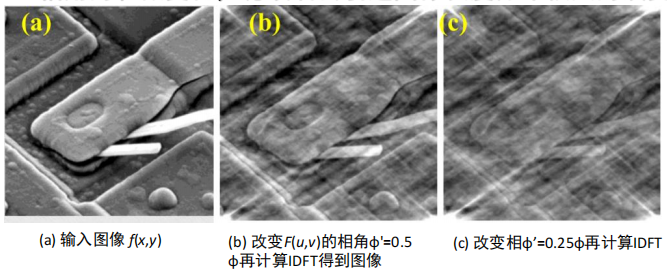 (a)
(b)
(c)
(a) 输入图像 f(x,y)
(b) 改变F(u,v)的相角ϕ'=0.5
ϕ再计算IDFT得到图像
(c) 改变相ϕ’=0.25ϕ再计算IDFT